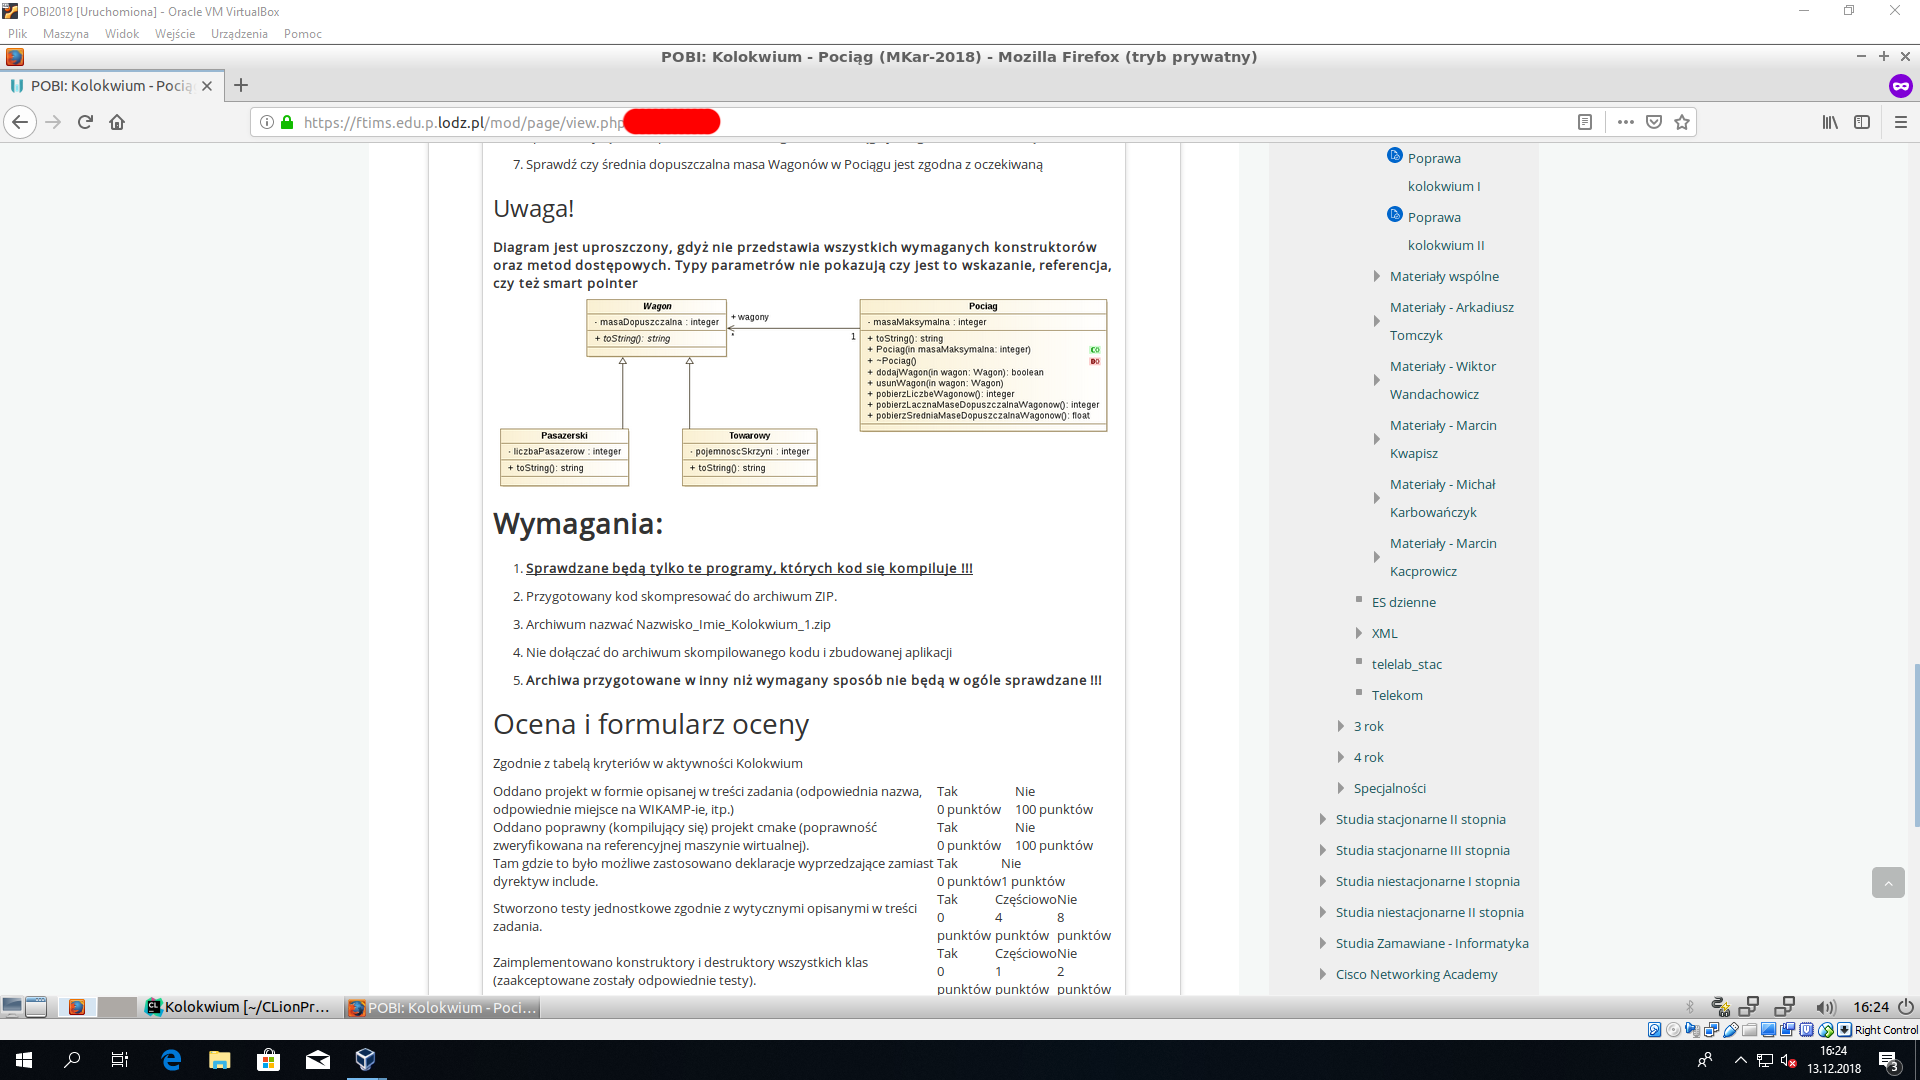 POBI2018 [Uruchomiona] - Oracle VM VirtualBox
Plik Maszyna Widok Wejście Urządzenia Pomoc
POBI: Kolokwium - Pociąg (MKar-2018) - Mozilla Firefox (tryb prywatny)
POBI: Kolokwium - Pocią
https://ftims.edu.p.lodz.pl/mod/page/view.php
7. Sprawdź czy średnia dopuszczalna masa Wagonów w Pociągu jest zgodna z oczekiwaną
Uwaga!
Diagram jest uproszczony, gdyż nie przedstawia wszystkich wymaganych konstruktorów
oraz metod dostępowych. Typy parametrów nie pokazują czy jest to wskazanie, referencja,
czy też smart pointer
Wagon
- masaDopuszczalna : integer
+ toString(): string
+ wagony
*
1
Pociag
- masaMaksymalna : integer
+ toString(): string
+ Pociag(in masaMaksymalna: integer)
+ ~Pociag()
+ dodajWagon(in wagon: Wagon): boolean
+ usunWagon(in wagon: Wagon)
+ pobierzLiczbeWagonow(): integer
+ pobierzLacznaMaseDopuszczalnaWagonow(): integer
+ pobierzSredniaMaseDopuszczalnaWagonow(): float
Pasazerski
- liczbaPasazerow : integer
+ toString(): string
Towarowy
- pojemnoscSkrzyni : integer
+ toString(): string
Wymagania:
1. Sprawdzane będą tylko te programy, których kod się kompiluje !!!
2. Przygotowany kod skompresować do archiwum ZIP.
3. Archiwum nazwać Nazwisko_Imie_Kolokwium_1.zip
4. Nie dołączać do archiwum skompilowanego kodu i zbudowanej aplikacji
5. Archiwa przygotowane w inny niż wymagany sposób nie będą w ogóle sprawdzane !!!
Ocena i formularz oceny
Zgodnie z tabelą kryteriów w aktywności Kolokwium
Oddano projekt w formie opisanej w treści zadania (odpowiednia nazwa, Tak Nie
odpowiednie miejsce na WIKAMP-ie, itp.) 0 punktów 100 punktów
Oddano poprawny (kompilujący się) projekt cmake (poprawność Tak Nie
zweryfikowana na referencyjnej maszynie wirtualnej). 0 punktów 100 punktów
Tam gdzie to było możliwe zastosowano deklaracje wyprzedzające zamiast Tak Nie
dyrektyw include. 0 punktów 1 punktów
Stworzono testy jednostkowe zgodnie z wytycznymi opisanymi w treści
zadania.
Tak Częściowo Nie
0 4 8
punktów punktów punktów
Zaimplementowano konstruktory i destruktory wszystkich klas
(zaakceptowane zostały odpowiednie testy).
Tak Częściowo Nie
0 1 2
punktów punktów punktów
Poprawa
kolokwium I
Poprawa
kolokwium II
Materiały wspólne
Materiały - Arkadiusz
Tomczyk
Materiały - Wiktor
Wandachowicz
Materiały - Marcin
Kwapisz
Materiały - Michał
Karbowańczyk
Materiały - Marcin
Kacprowicz
ES dzienne
XML
telelab_stac
Telekom
3 rok
4 rok
Specjalności
Studia stacjonarne II stopnia
Studia stacjonarne III stopnia
Studia niestacjonarne I stopnia
Studia niestacjonarne II stopnia
Studia Zamawiane - Informatyka
Cisco Networking Academy
Kolokwium [~/CLionPr...
POBI: Kolokwium - Poci...
16:24
Right Control
16:24
13.12.2018
3